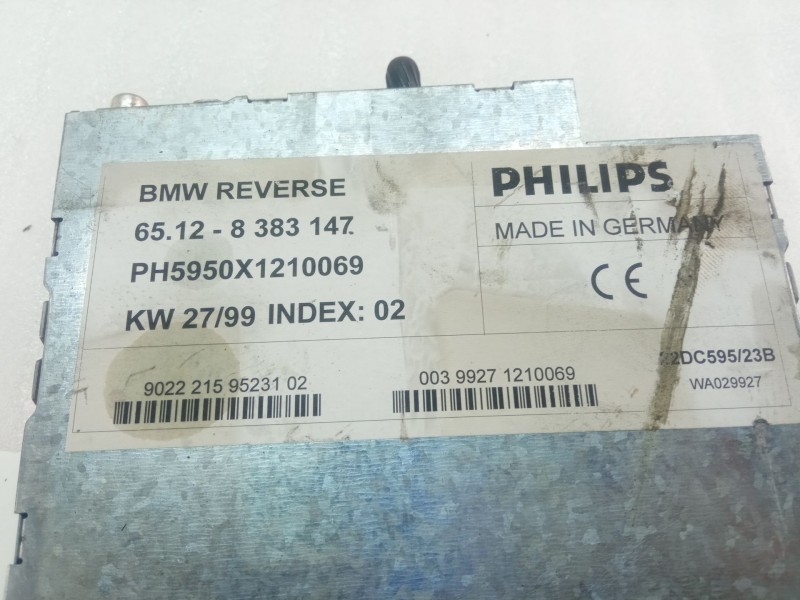 BMW REVERSE
65.12 - 8 383 147.
PH5950X1210069
KW 27/99 INDEX: 02
PHILIPS
MADE IN GERMANY
CE
9022 215 95231 02
003 9927 1210069
22DC595/23B
WA029927